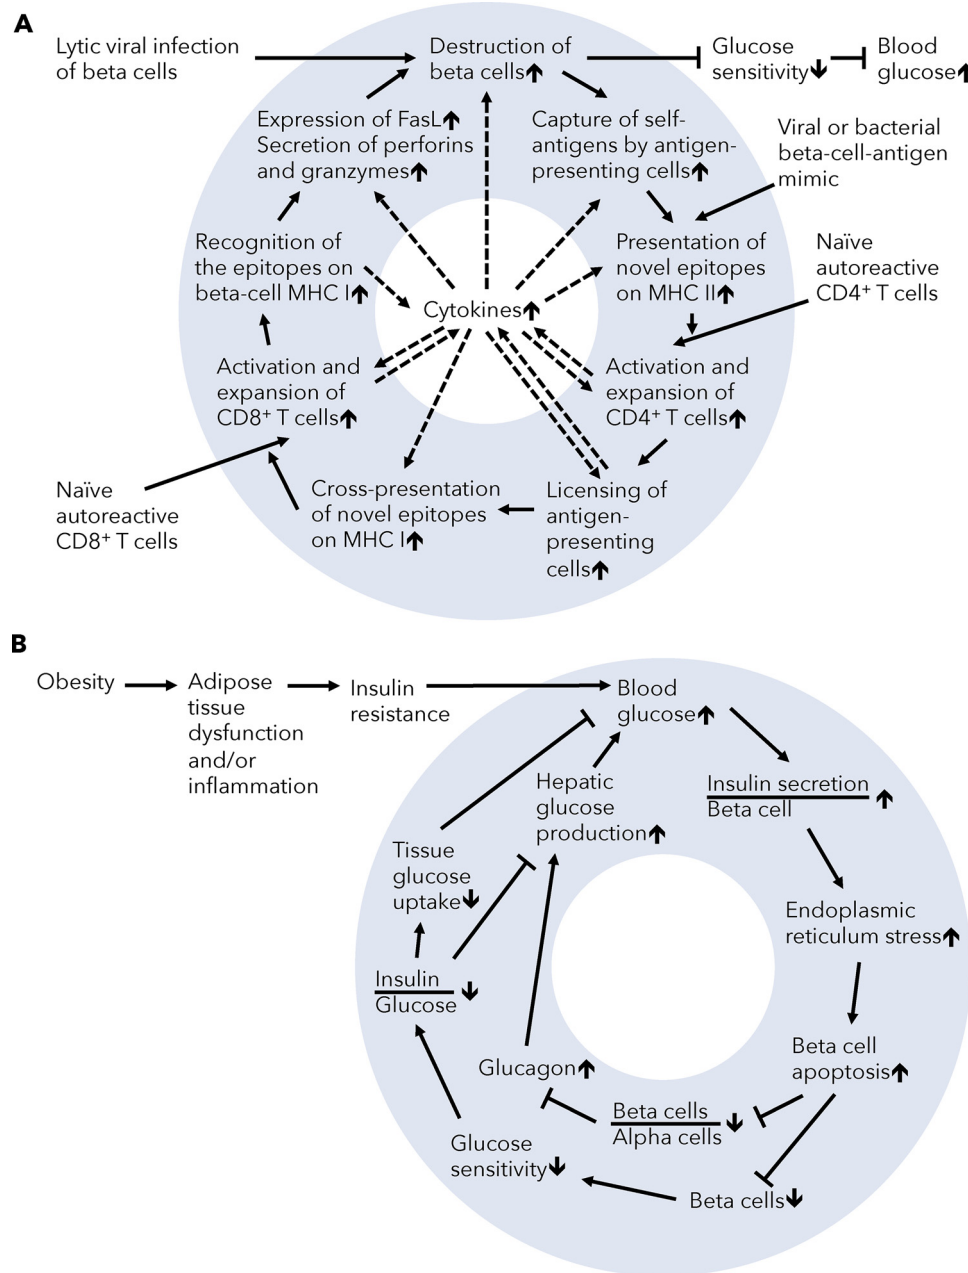 A
Lytic viral infection
of beta cells
Destruction of
beta cells↑
Glucose
sensitivity↓
Blood
glucose↑
Expression of FasL↑
Secretion of perforins
and granzymes↑
Capture of self-
antigens by antigen-
presenting cells↑
Viral or bacterial
beta-cell-antigen
mimic
Recognition of
the epitopes on
beta-cell MHC I↑
Presentation of
novel epitopes
on MHC II↑
Naïve
autoreactive
CD4⁺ T cells
Cytokines↑
Activation and
expansion of
CD8⁺ T cells↑
Activation and
expansion of
CD4⁺ T cells↑
Naïve
autoreactive
CD8⁺ T cells
Cross-presentation
of novel epitopes
on MHC I↑
Licensing of
antigen-
presenting
cells↑
B
Obesity
Adipose
tissue
dysfunction
and/or
inflammation
Insulin
resistance
Blood
glucose↑
Hepatic
glucose
production↑
Insulin secretion
Beta cell
↑
Tissue
glucose
uptake↓
Endoplasmic
reticulum stress↑
Insulin
Glucose
↓
Glucagon↑
Beta cell
apoptosis↑
Beta cells
Alpha cells
↓
Glucose
sensitivity↓
Beta cells↓